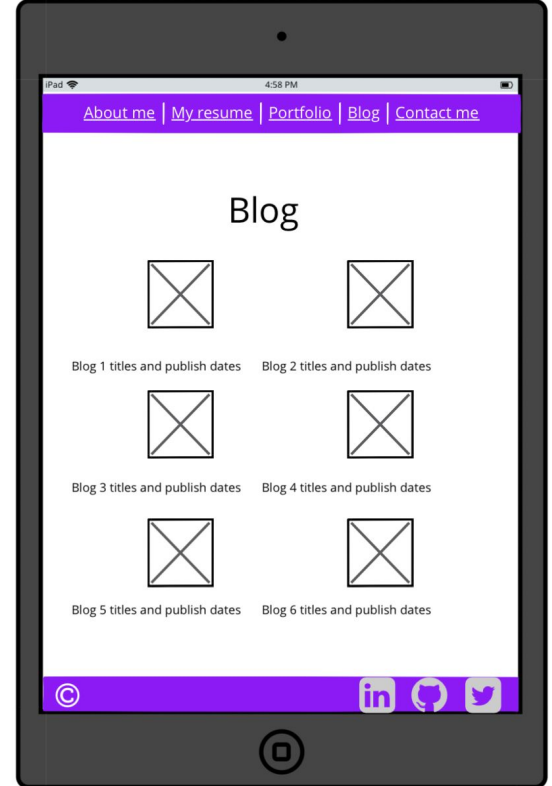 iPad 4:58 PM
About me | My resume | Portfolio | Blog | Contact me
Blog
Blog 1 titles and publish dates Blog 2 titles and publish dates
Blog 3 titles and publish dates Blog 4 titles and publish dates
Blog 5 titles and publish dates Blog 6 titles and publish dates
© in